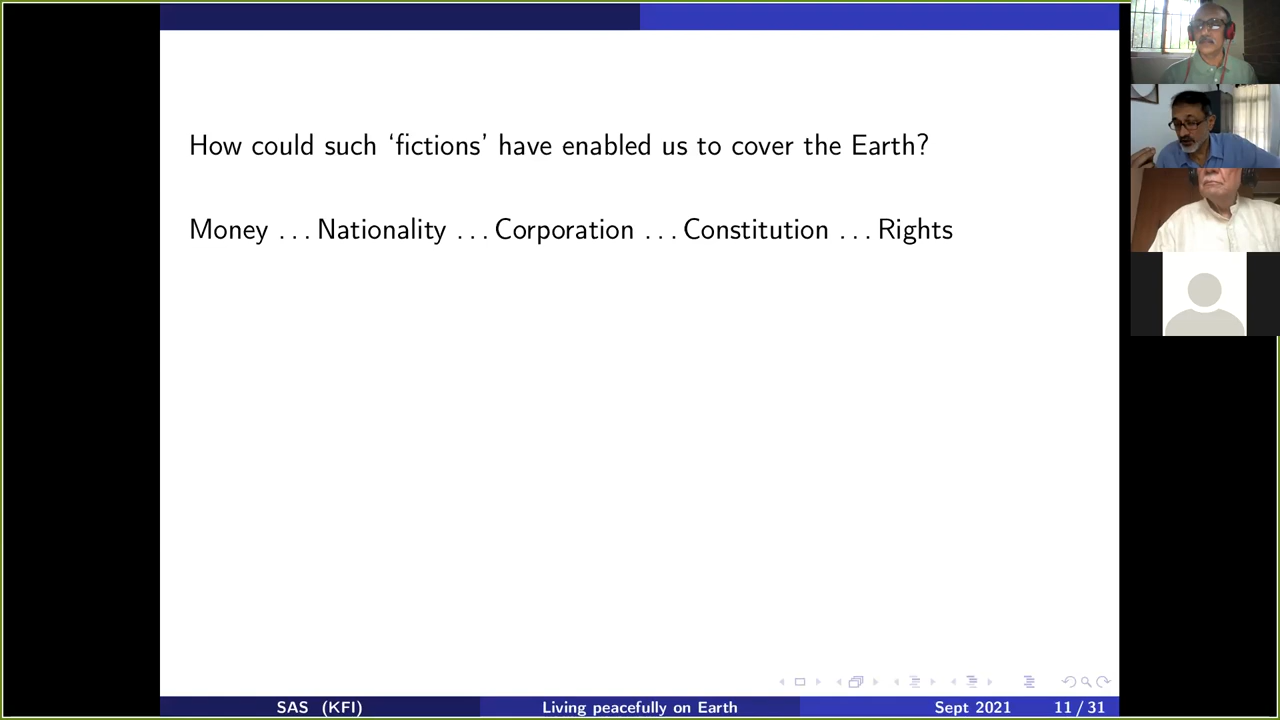 How could such ‘fictions’ have enabled us to cover the Earth?
Money ... Nationality ... Corporation ... Constitution ... Rights
SAS (KFI) Living peacefully on Earth Sept 2021 11 / 31